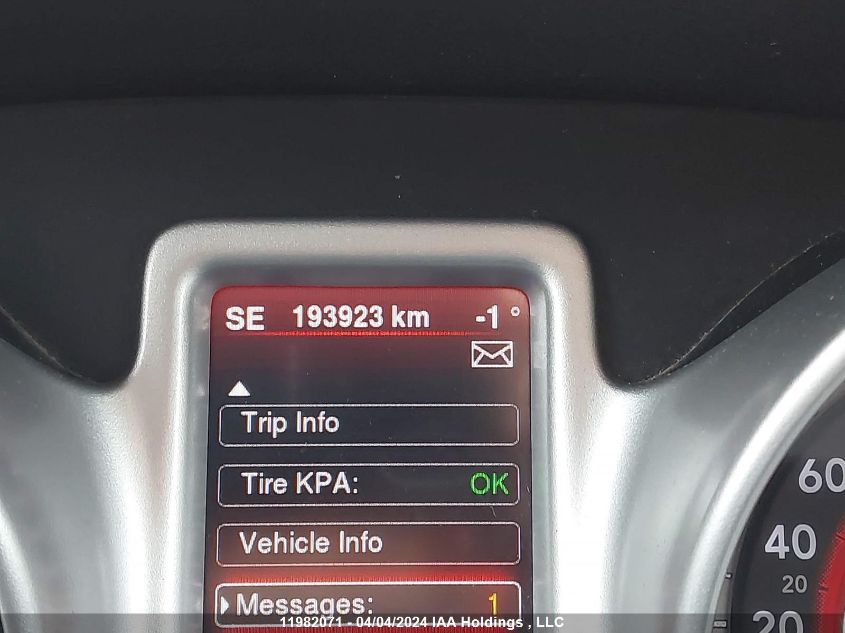 SE 193923 km -1 °
Trip Info
Tire KPA: OK
Vehicle Info
Messages: 1
60
40
20
20
11982071 - 04/04/2024 IAA Holdings , LLC